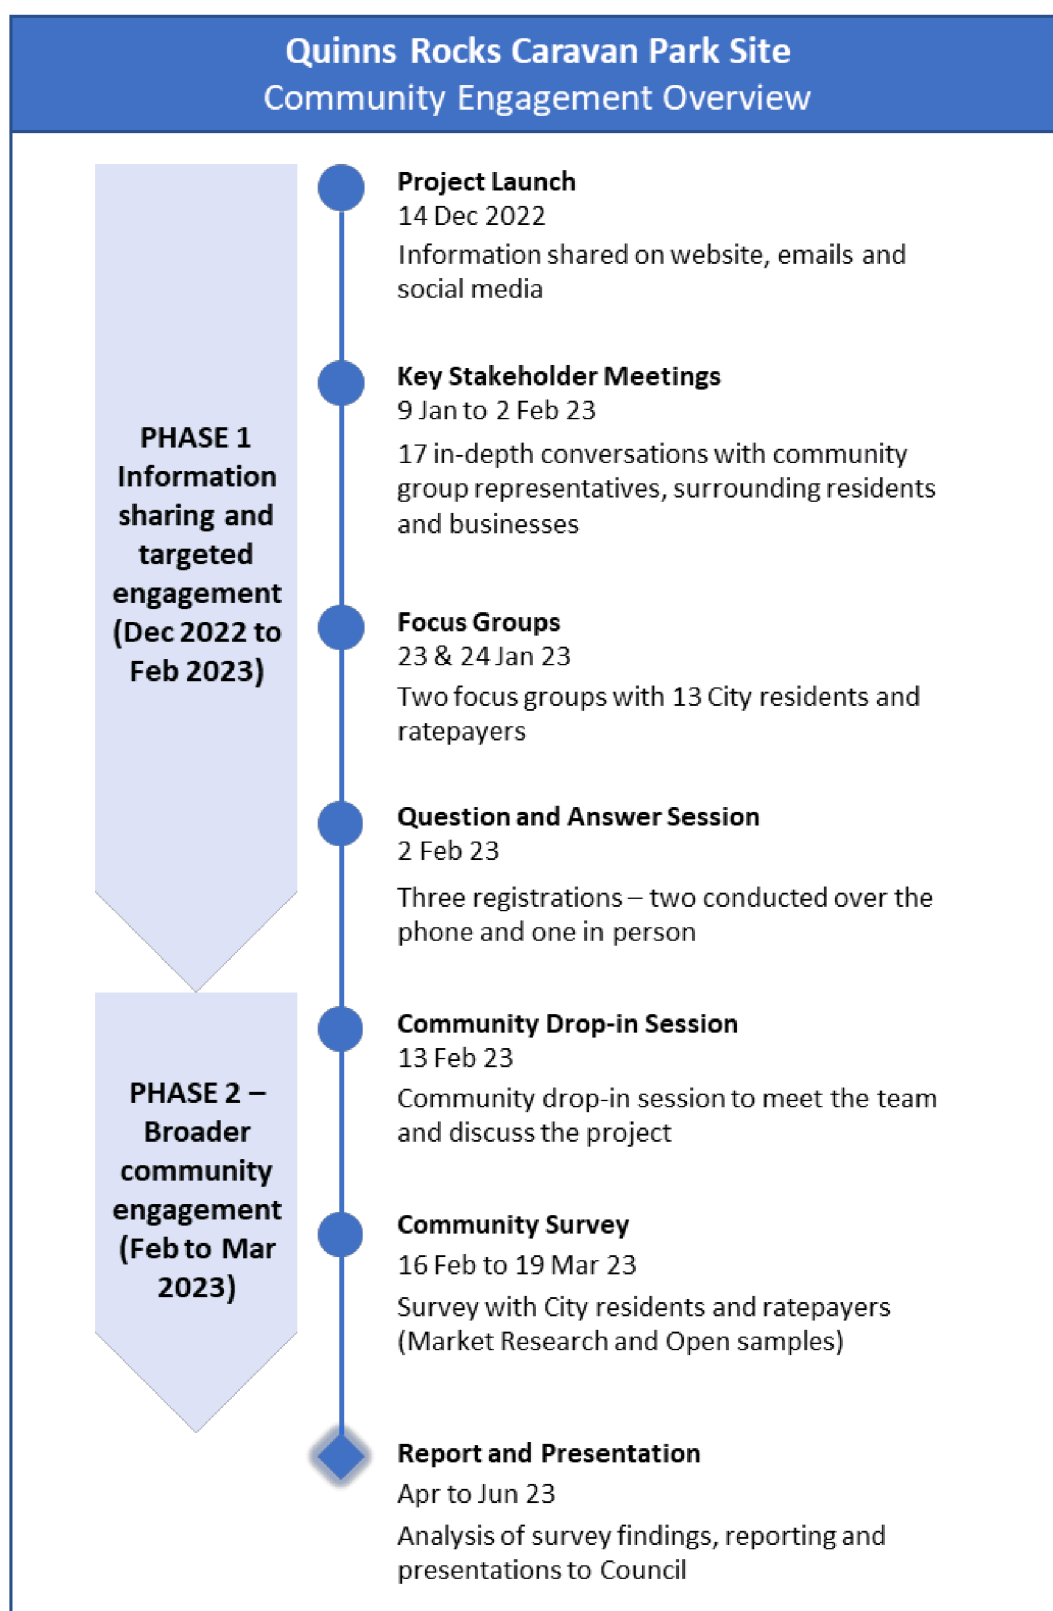 Quinns Rocks Caravan Park Site
Community Engagement Overview
PHASE 1
Information
sharing and
targeted
engagement
(Dec 2022 to
Feb 2023)
Project Launch
14 Dec 2022
Information shared on website, emails and
social media
Key Stakeholder Meetings
9 Jan to 2 Feb 23
17 in-depth conversations with community
group representatives, surrounding residents
and businesses
Focus Groups
23 & 24 Jan 23
Two focus groups with 13 City residents and
ratepayers
Question and Answer Session
2 Feb 23
Three registrations – two conducted over the
phone and one in person
PHASE 2 –
Broader
community
engagement
(Feb to Mar
2023)
Community Drop-in Session
13 Feb 23
Community drop-in session to meet the team
and discuss the project
Community Survey
16 Feb to 19 Mar 23
Survey with City residents and ratepayers
(Market Research and Open samples)
Report and Presentation
Apr to Jun 23
Analysis of survey findings, reporting and
presentations to Council